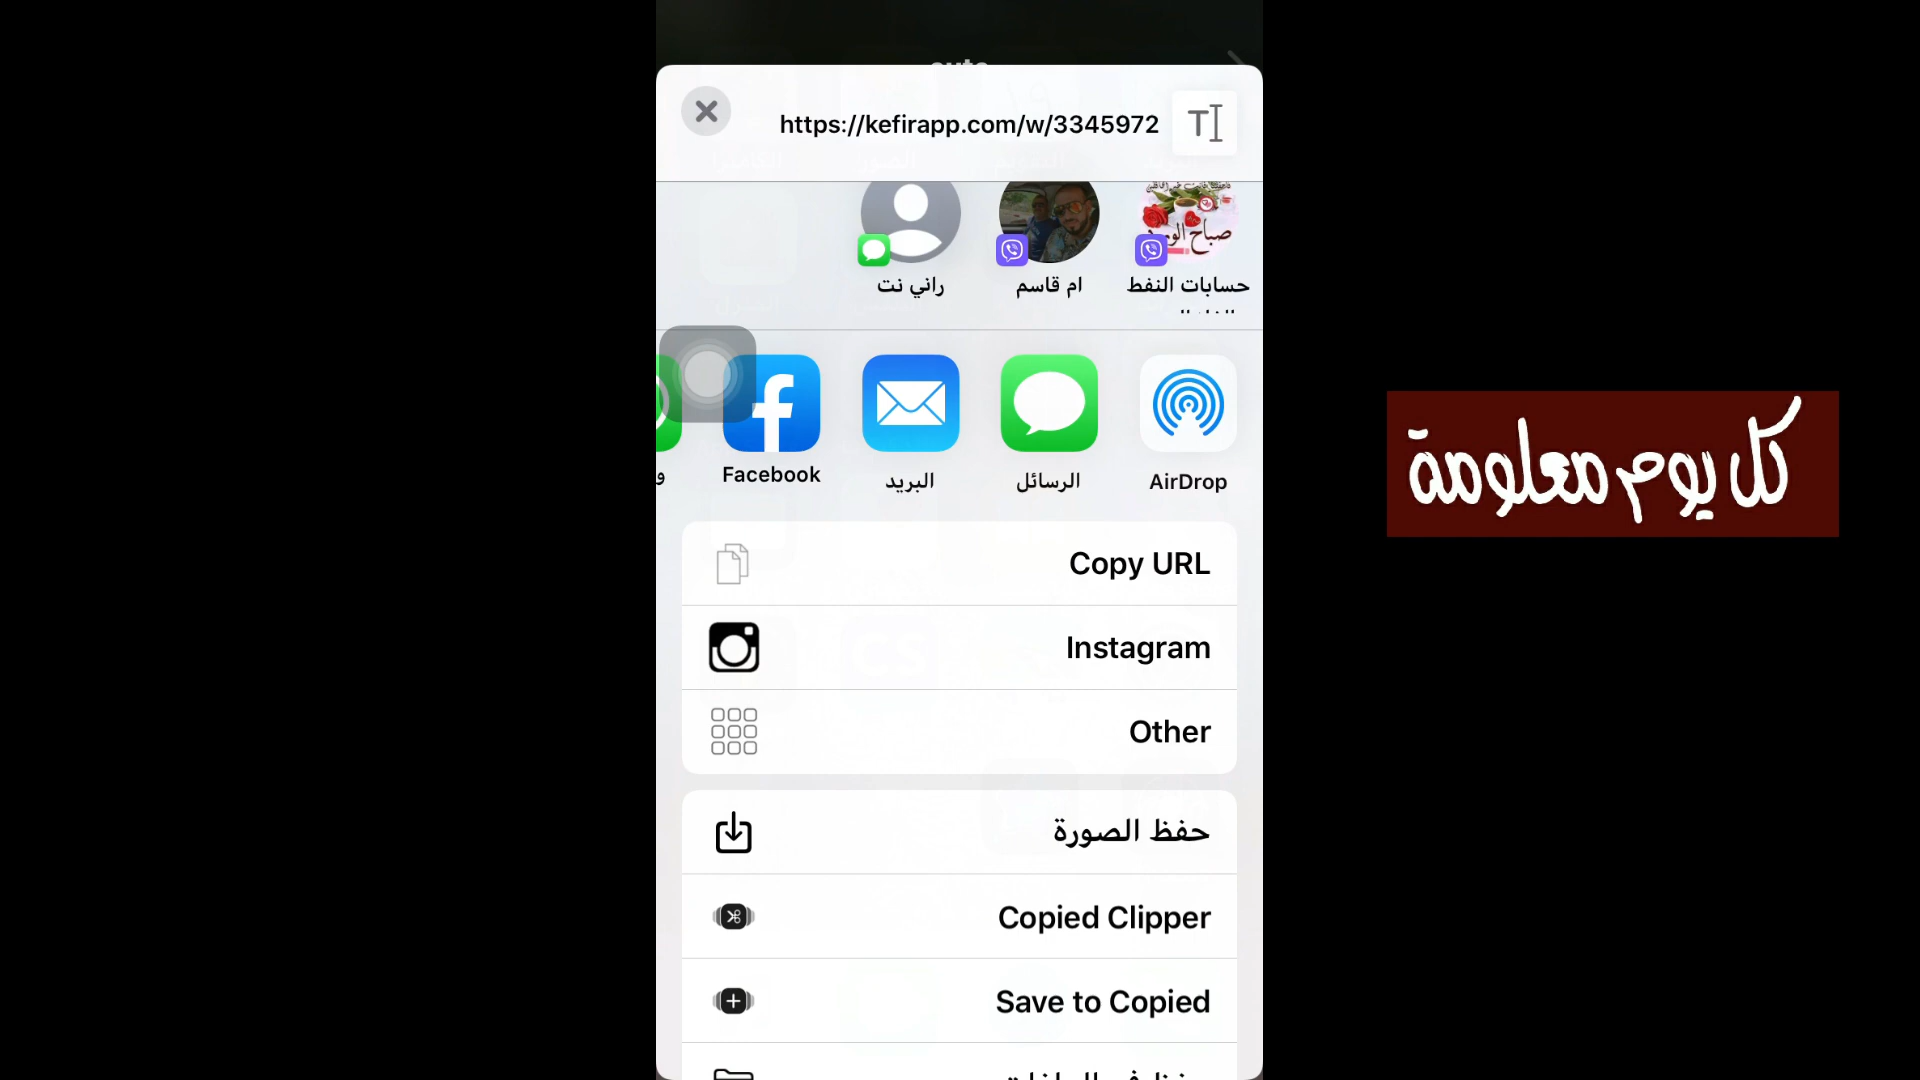 https://kefirapp.com/w/3345972
صباح
حسابات النفط
ام قاسم
راني نت
AirDrop
الرسائل
البريد
Facebook
و
Copy URL
Instagram
Other
حفظ الصورة
Copied Clipper
Save to Copied
كل يوم معلومة